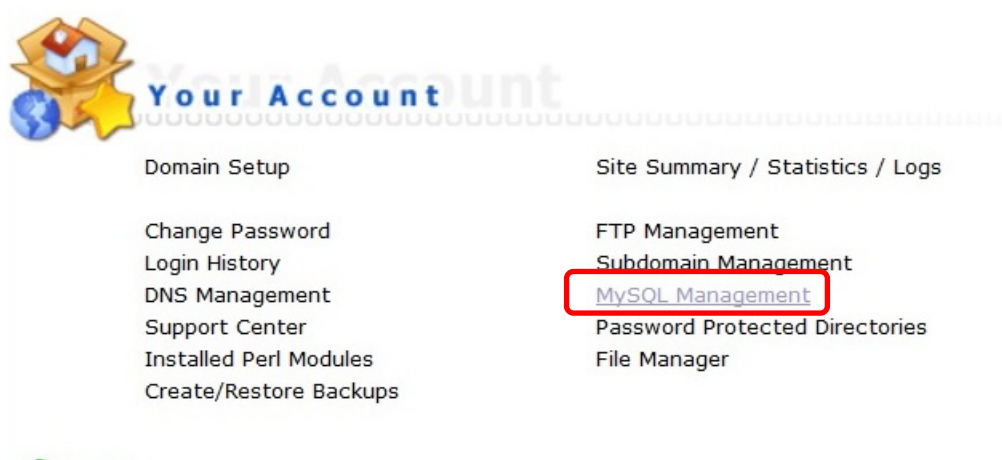 Your Account
Domain Setup
Site Summary / Statistics / Logs
Change Password
FTP Management
Login History
Subdomain Management
DNS Management
MySQL Management
Support Center
Password Protected Directories
Installed Perl Modules
File Manager
Create/Restore Backups